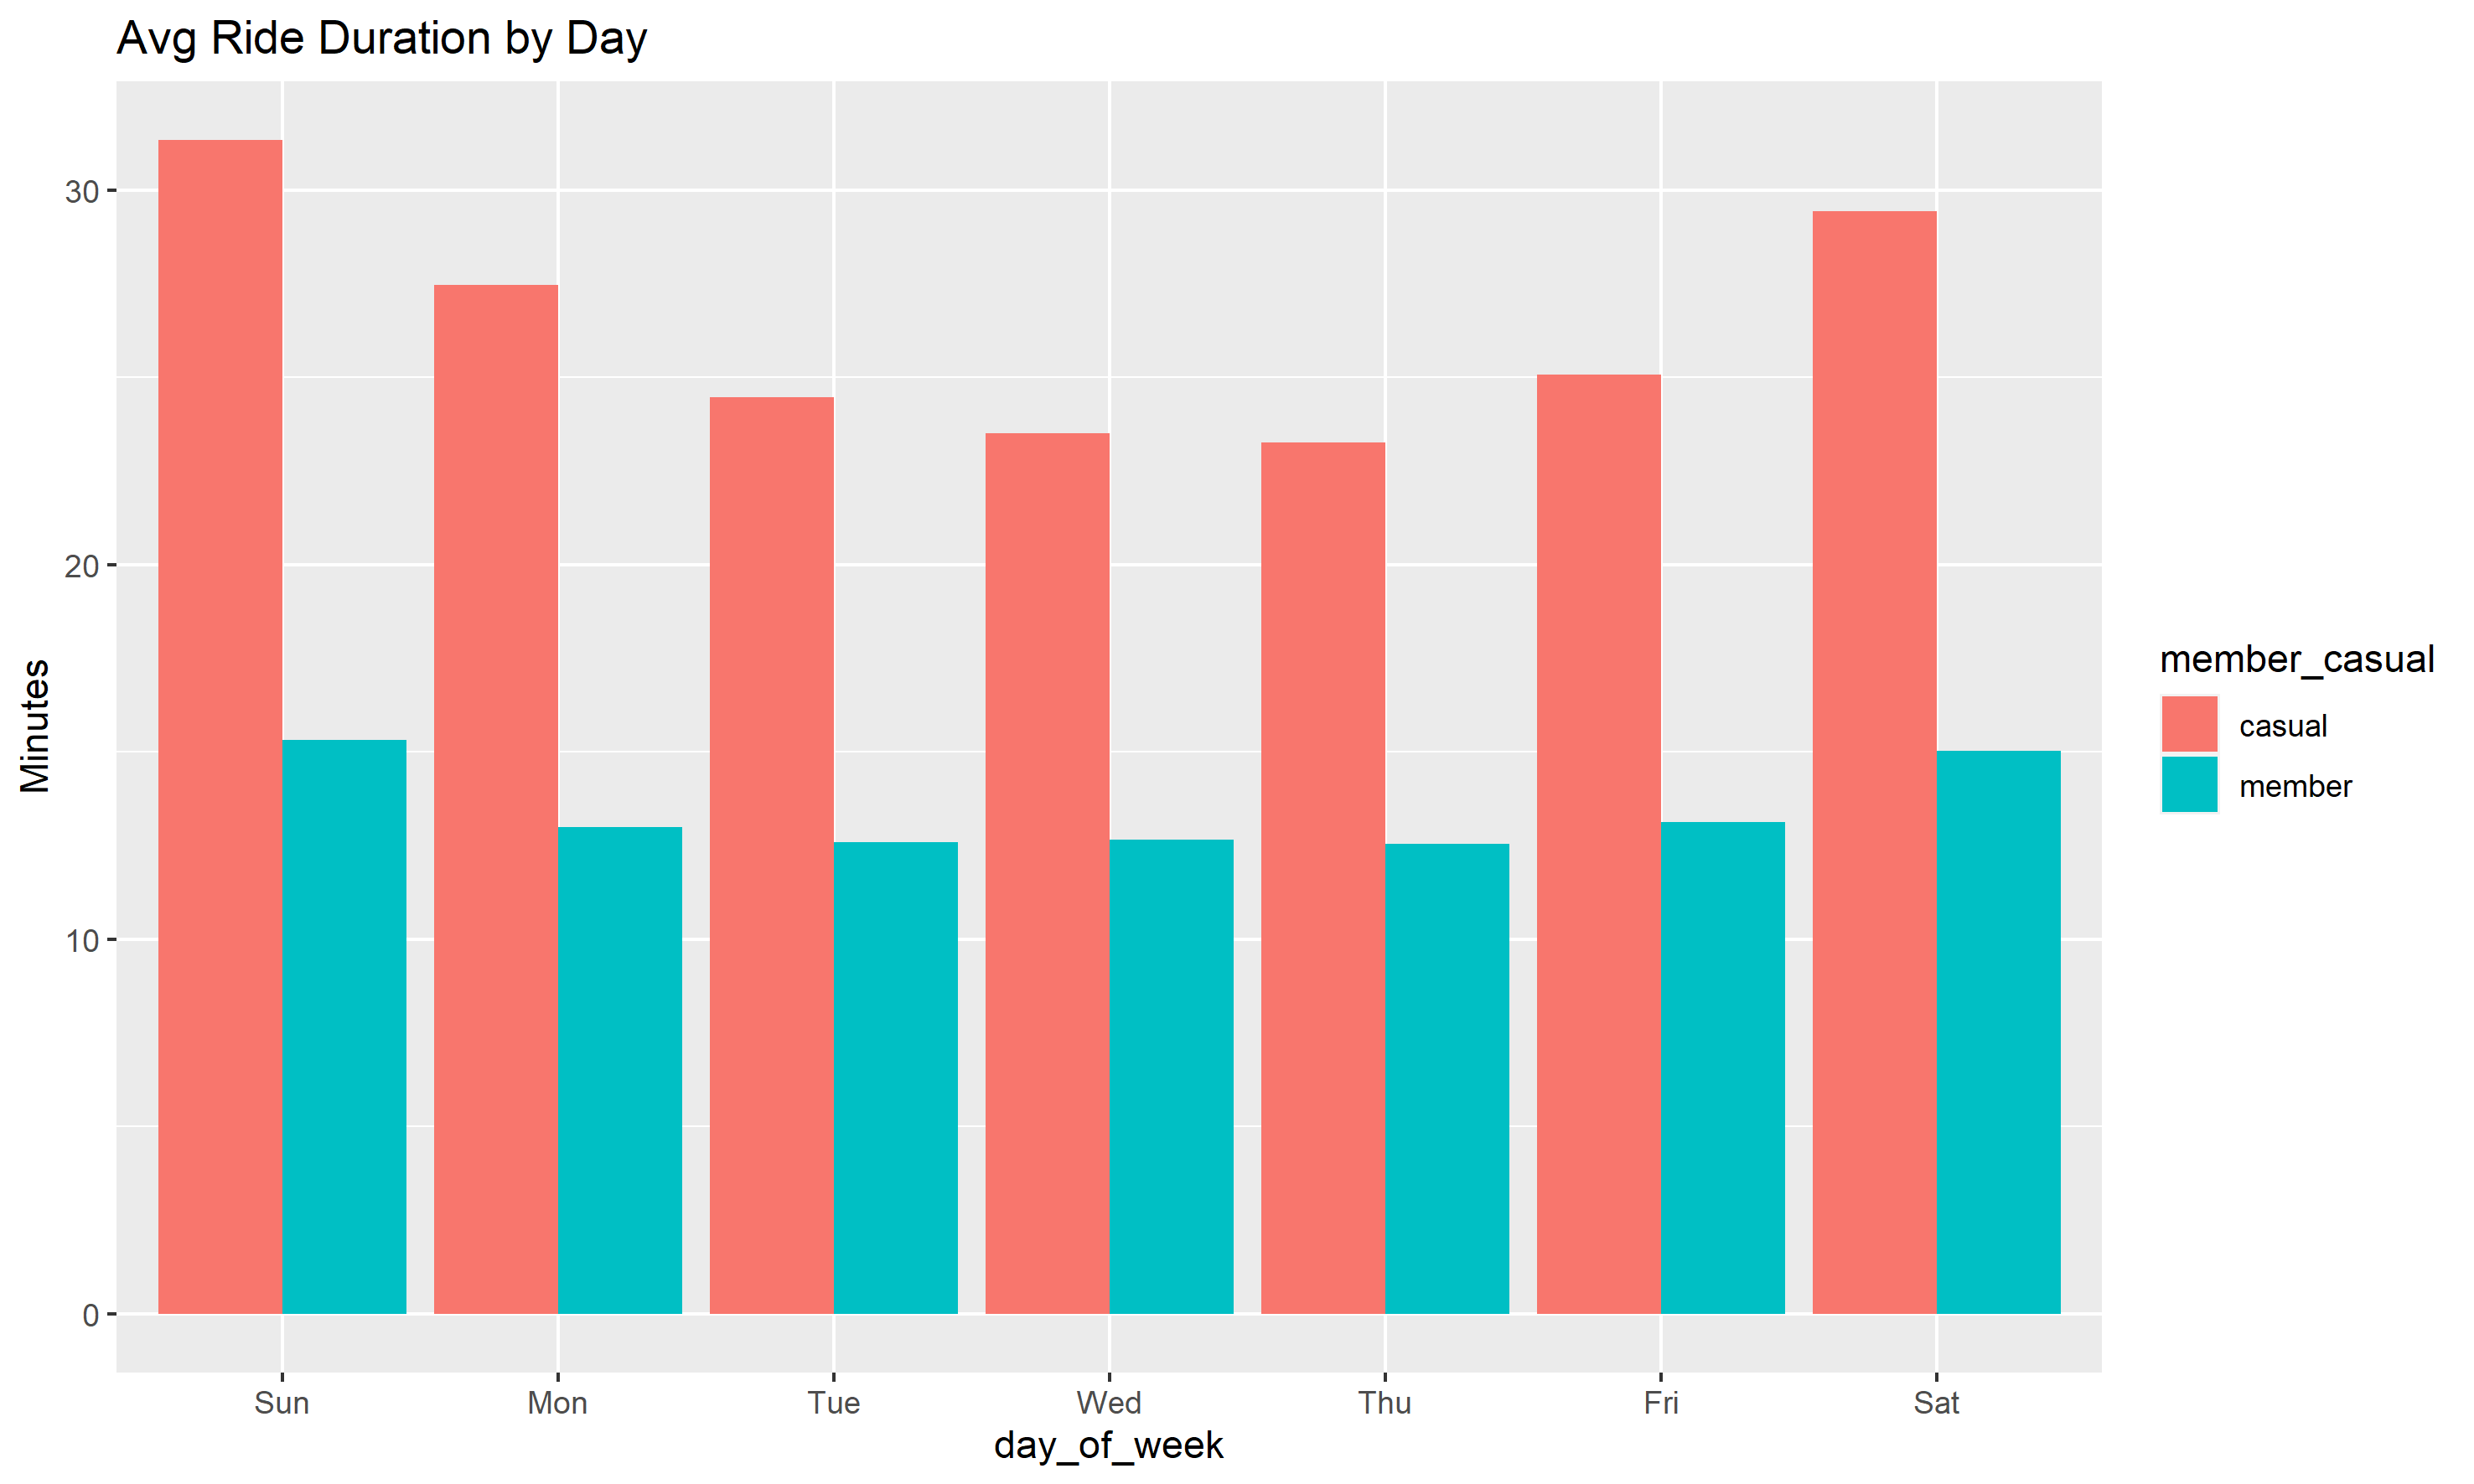 Avg Ride Duration by Day
30
20
10
0
Minutes
Sun Mon Tue Wed Thu Fri Sat
day_of_week
member_casual
casual
member